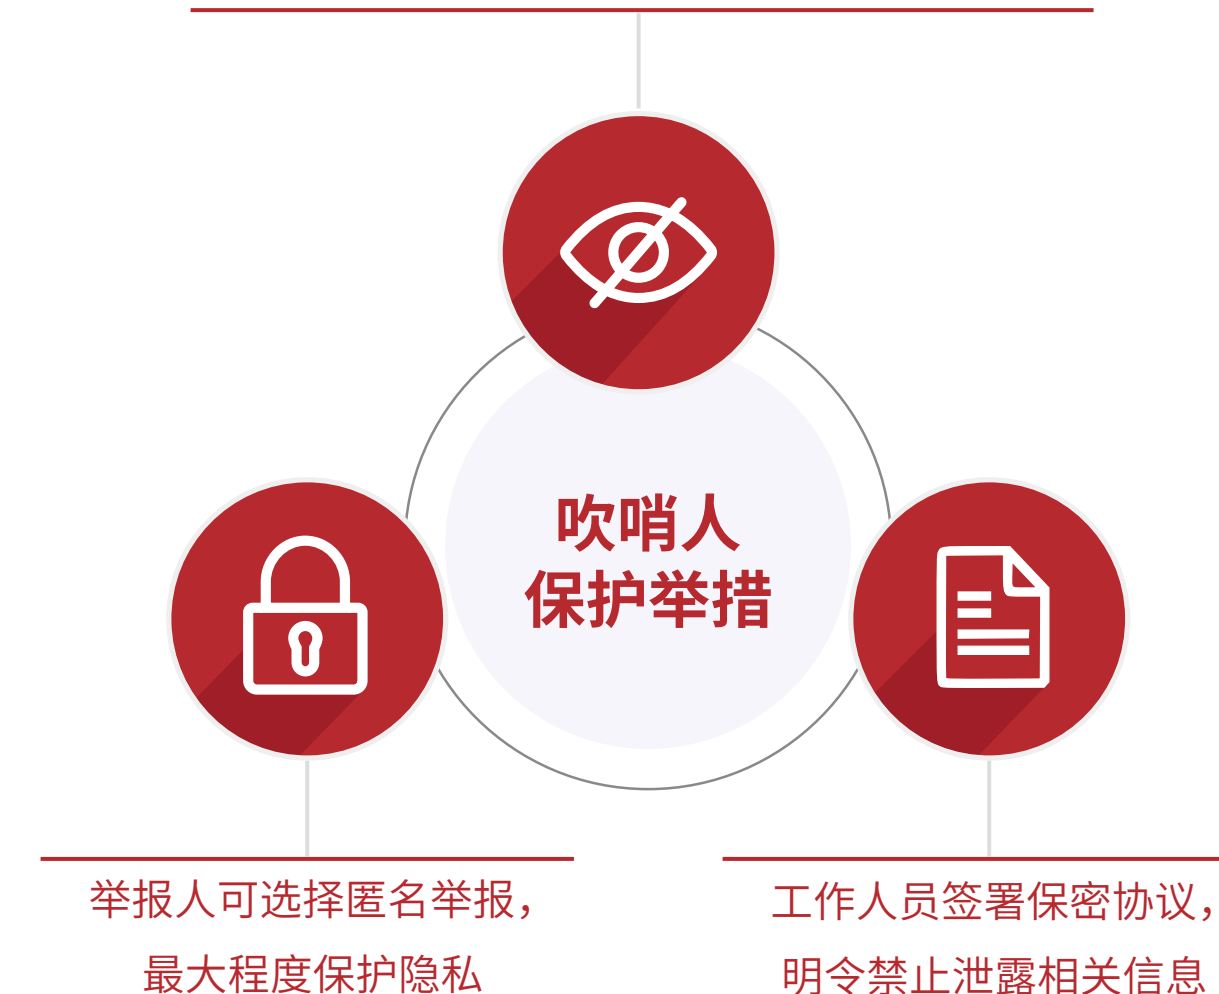 吹哨人
保护举措
举报人可选择匿名举报，
最大程度保护隐私
工作人员签署保密协议，
明令禁止泄露相关信息